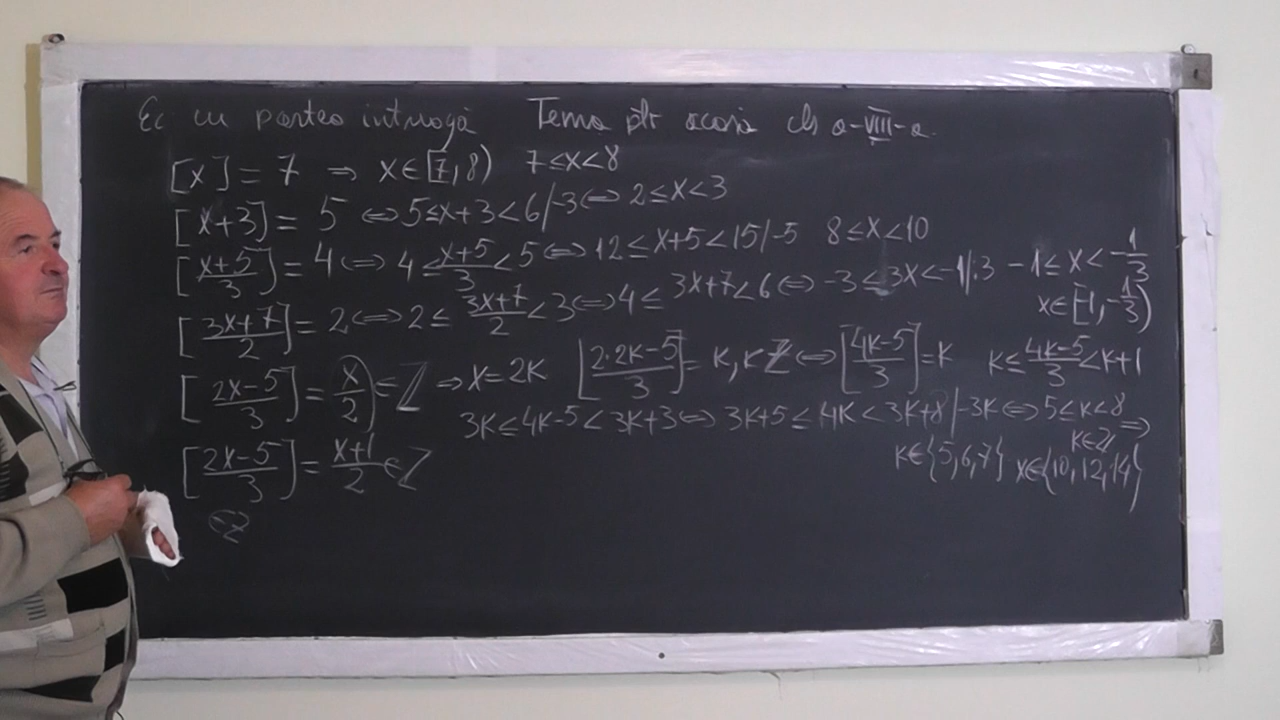 Ec cu partea întreagă Tema ptr acasă cls a-VIII-a.
[x] = 7 ⇒ x∈[7,8) 7≤x<8
[x+3] = 5 ⇔ 5≤x+3<6/-3 ⇔ 2≤x<3
[(x+5)/3] = 4 ⇔ 4≤(x+5)/3<5 ⇔ 12≤x+5<15/-5 8≤x<10
[(3x+7)/2] = 2 ⇔ 2≤(3x+7)/2<3 ⇔ 4≤3x+7<6 ⇔ -3≤3x<-1/:3 -1≤x<-1/3
x∈[-1,-1/3)
[(2x-5)/3] = x/2 ∈ Z ⇒ x=2K [(2·2K-5)/3] = K, K Z ⇔ [(4K-5)/3] = K K≤(4K-5)/3<K+1
3K≤4K-5<3K+3 ⇔ 3K+5≤4K<3K+8/-3K ⇔ 5≤K<8
K∈Z ⇒
K∈{5,6,7} x∈{10,12,14}
[(2x-5)/3] = (x+1)/2 ∈ Z
∈Z